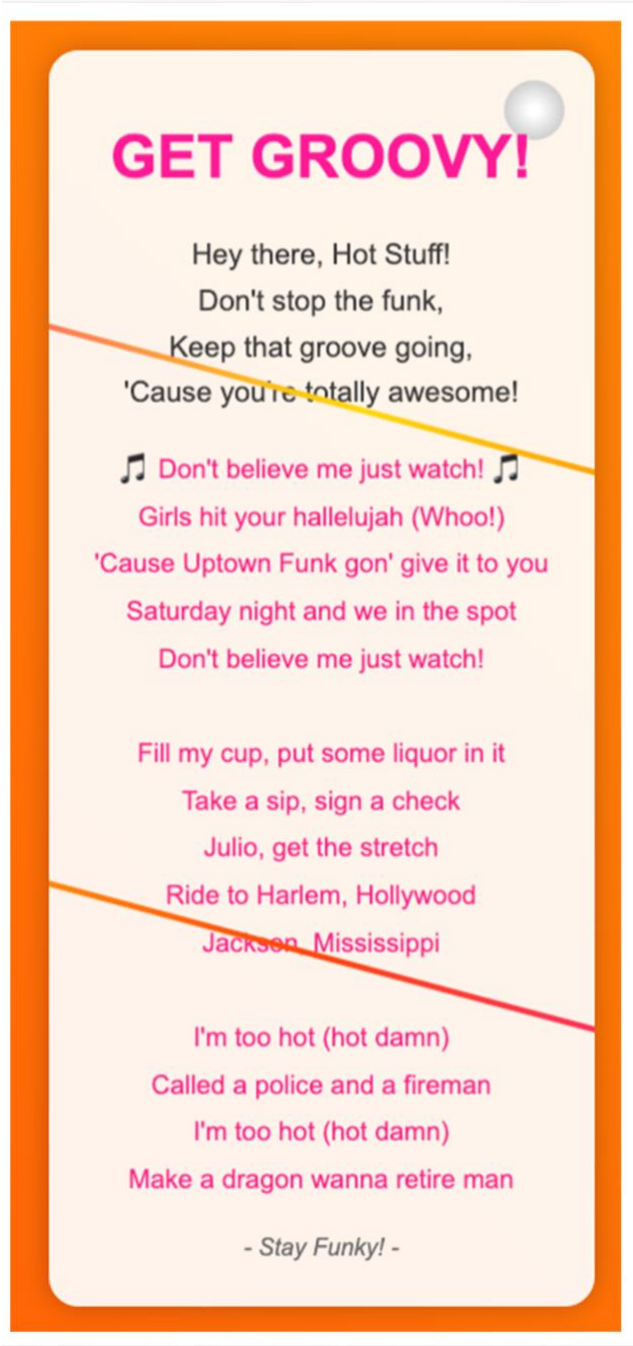 GET GROOVY!
Hey there, Hot Stuff!
Don't stop the funk,
Keep that groove going,
'Cause you're totally awesome!
🎵 Don't believe me just watch! 🎵
Girls hit your hallelujah (Whoo!)
'Cause Uptown Funk gon' give it to you
Saturday night and we in the spot
Don't believe me just watch!
Fill my cup, put some liquor in it
Take a sip, sign a check
Julio, get the stretch
Ride to Harlem, Hollywood
Jackson, Mississippi
I'm too hot (hot damn)
Called a police and a fireman
I'm too hot (hot damn)
Make a dragon wanna retire man
- Stay Funky! -